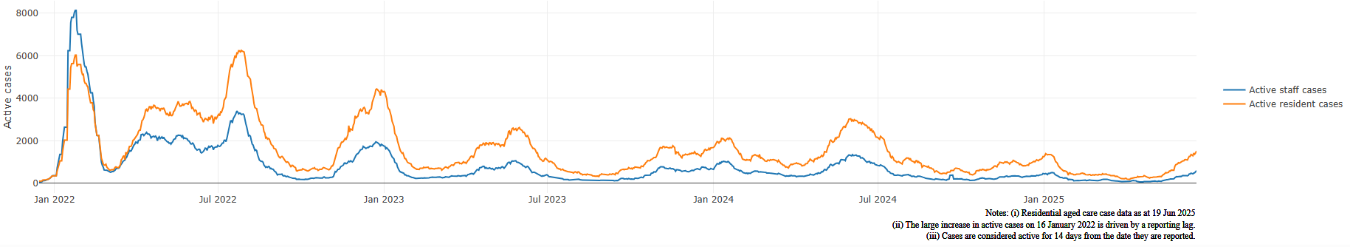 8000
6000
4000
2000
0
Active cases
Jan 2022 Jul 2022 Jan 2023 Jul 2023 Jan 2024 Jul 2024 Jan 2025
Active staff cases
Active resident cases
Notes: (i) Residential aged care case data as at 19 Jun 2025
(ii) The large increase in active cases on 16 January 2022 is driven by a reporting lag.
(iii) Cases are considered active for 14 days from the date they are reported.